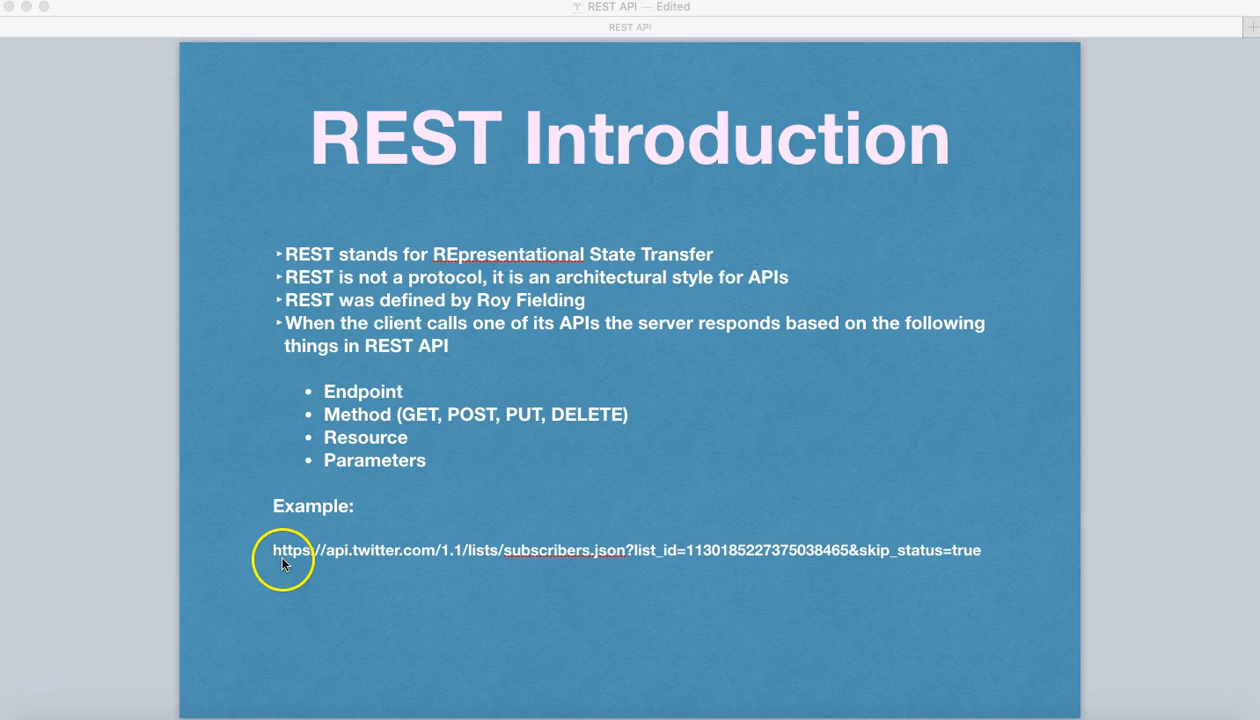 REST API — Edited
REST API
REST Introduction
‣REST stands for REpresentational State Transfer
‣REST is not a protocol, it is an architectural style for APIs
‣REST was defined by Roy Fielding
‣When the client calls one of its APIs the server responds based on the following
things in REST API
• Endpoint
• Method (GET, POST, PUT, DELETE)
• Resource
• Parameters
Example:
https://api.twitter.com/1.1/lists/subscribers.json?list_id=1130185227375038465&skip_status=true